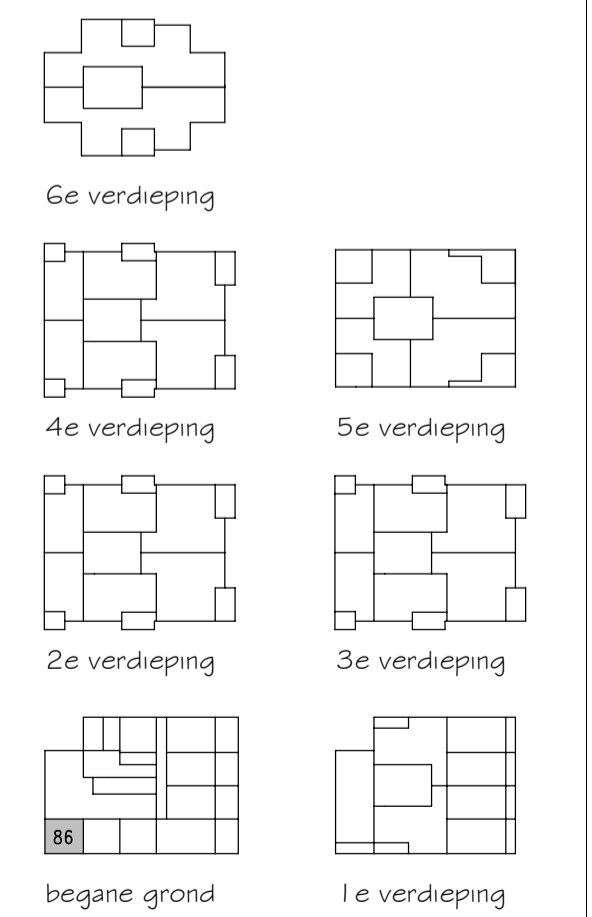 6e verdieping
4e verdieping
5e verdieping
2e verdieping
3e verdieping
86
begane grond
1e verdieping